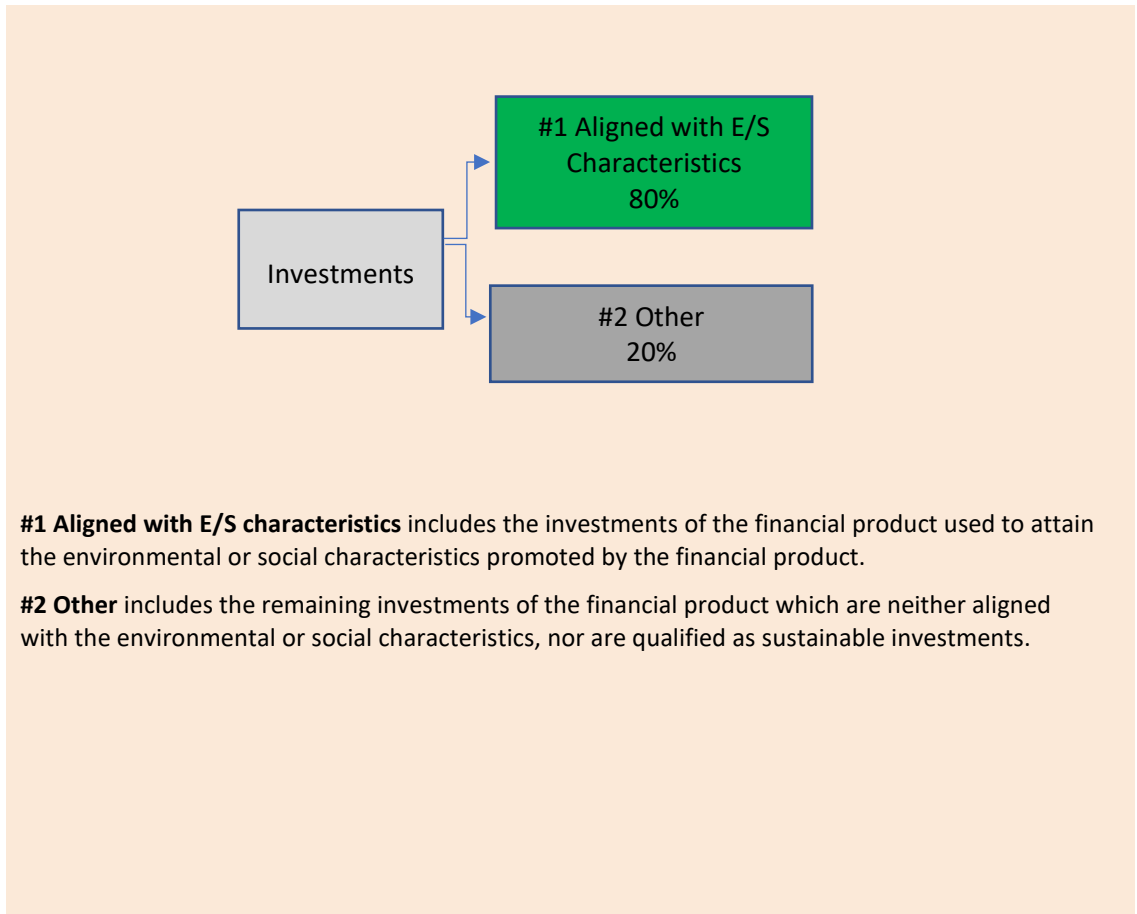 #1 Aligned with E/S
Characteristics
80%
Investments
#2 Other
20%
#1 Aligned with E/S characteristics includes the investments of the financial product used to attain
the environmental or social characteristics promoted by the financial product.
#2 Other includes the remaining investments of the financial product which are neither aligned
with the environmental or social characteristics, nor are qualified as sustainable investments.